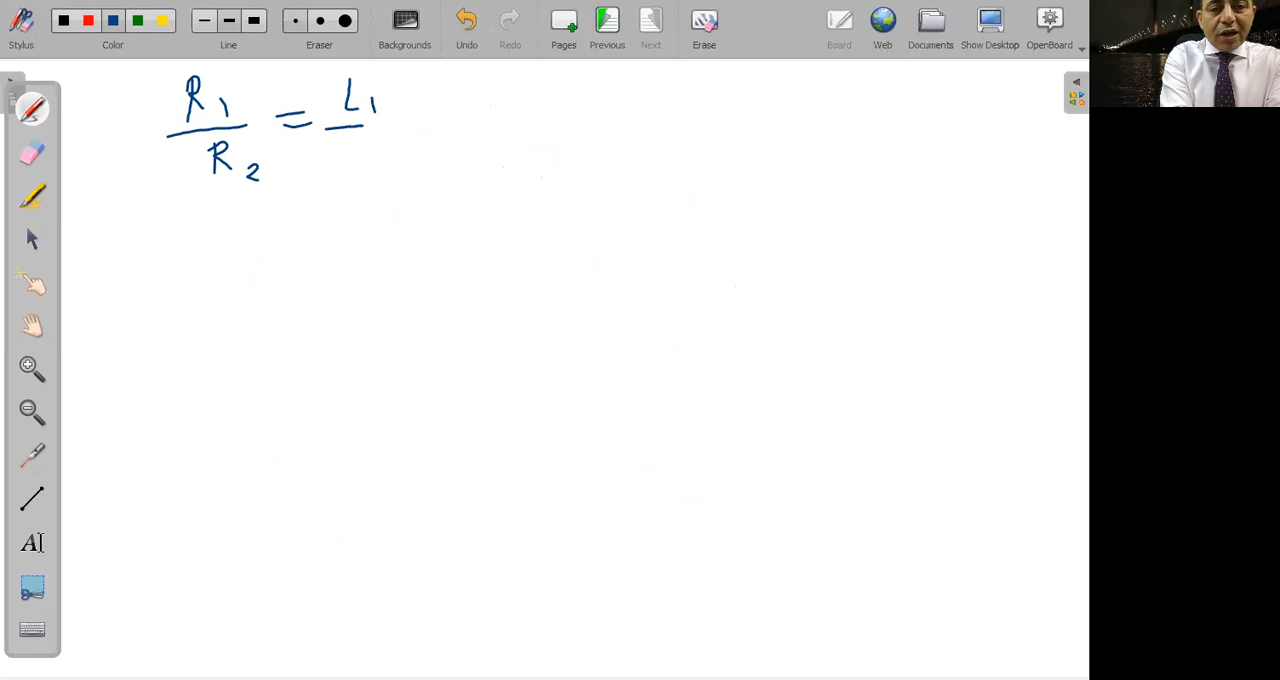 Stylus
Color
Line
Eraser
Backgrounds
Undo
Redo
Pages
Previous
Next
Erase
Board
Web
Documents
Show Desktop
OpenBoard
R1 / R2 = L1